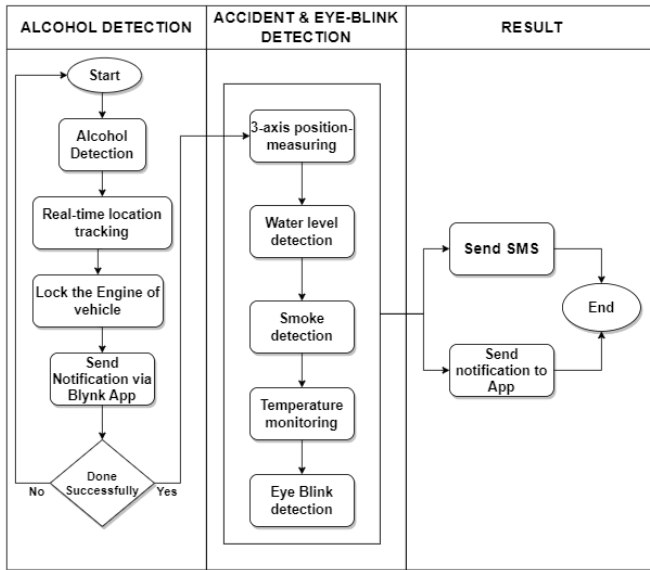 ALCOHOL DETECTION
Start
Alcohol
Detection
Real-time location
tracking
Lock the Engine of
vehicle
Send
Notification via
Blynk App
Done
Successfully
No
Yes
ACCIDENT & EYE-BLINK
DETECTION
3-axis position-
measuring
Water level
detection
Smoke
detection
Temperature
monitoring
Eye Blink
detection
RESULT
Send SMS
Send
notification to
App
End